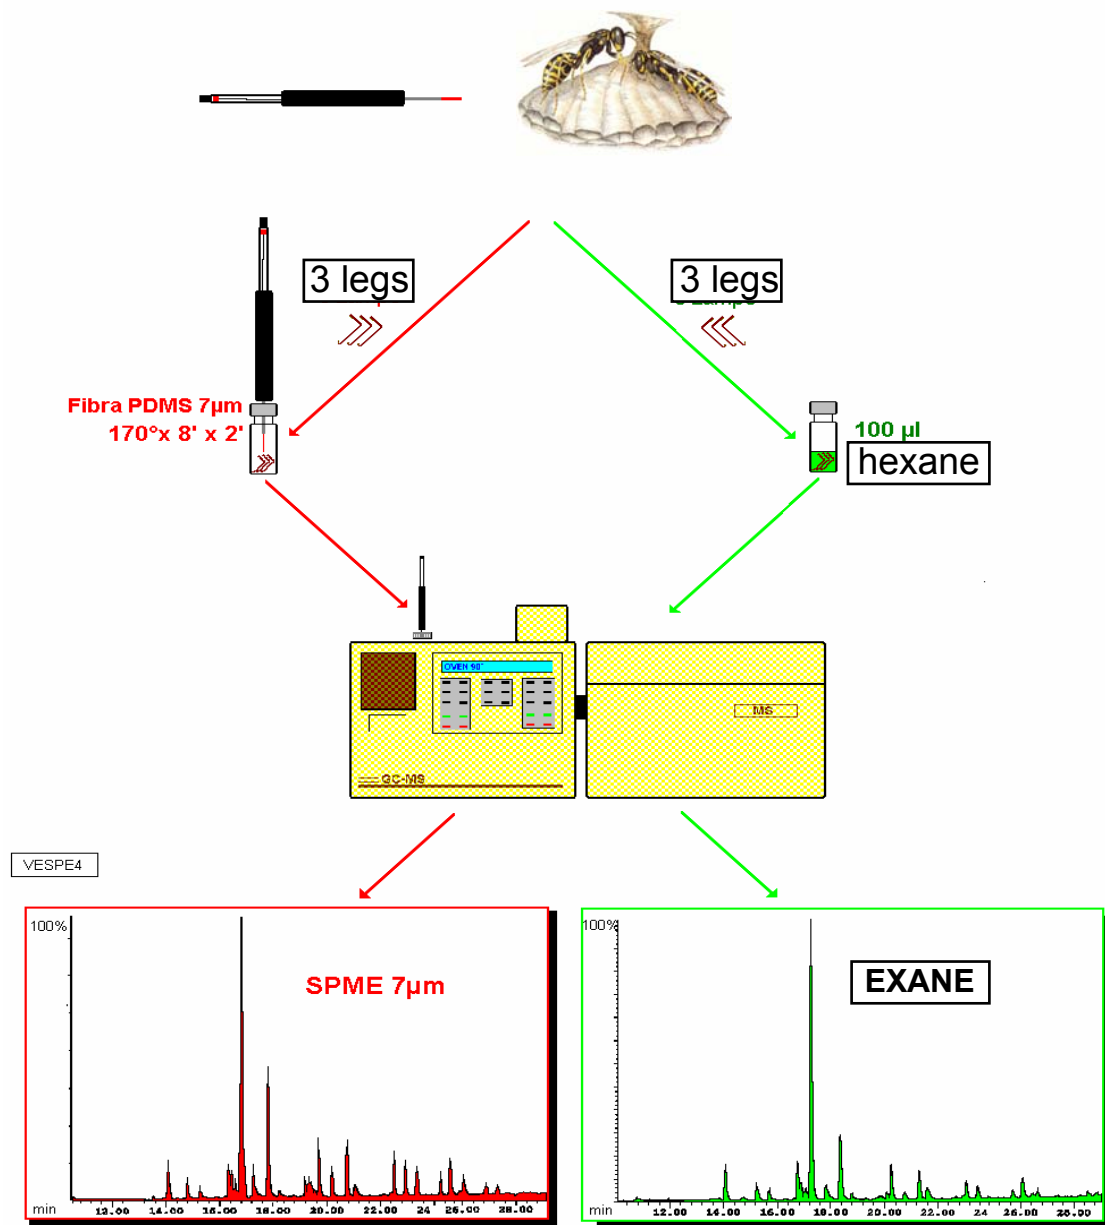 3 legs
3 legs
Fibra PDMS 7µm
170°x 8' x 2'
100 µl
hexane
OVEN 90°
MS
GC-MS
VESPE4
100%
SPME 7µm
min 12.00 14.00 16.00 18.00 20.00 22.00 24 26.00 28.00
100%
EXANE
min 12.00 14.00 16.00 18.00 20.00 22.00 24 26.00 28.00